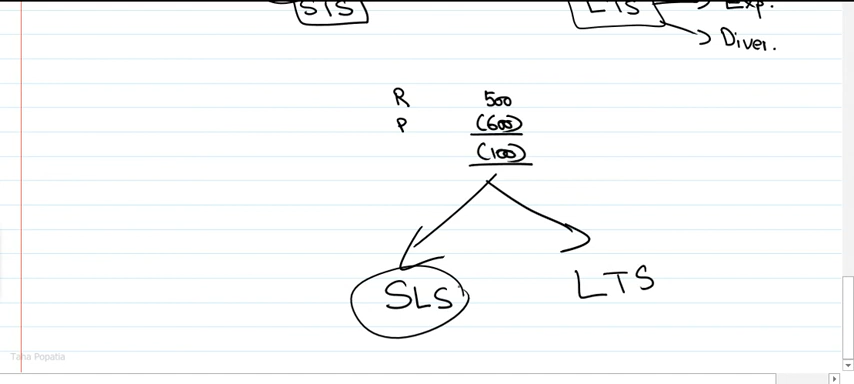 STS LTS Exp.
Diver.
R 500
P (600)
(100)
SLS LTS
Taha Popatia